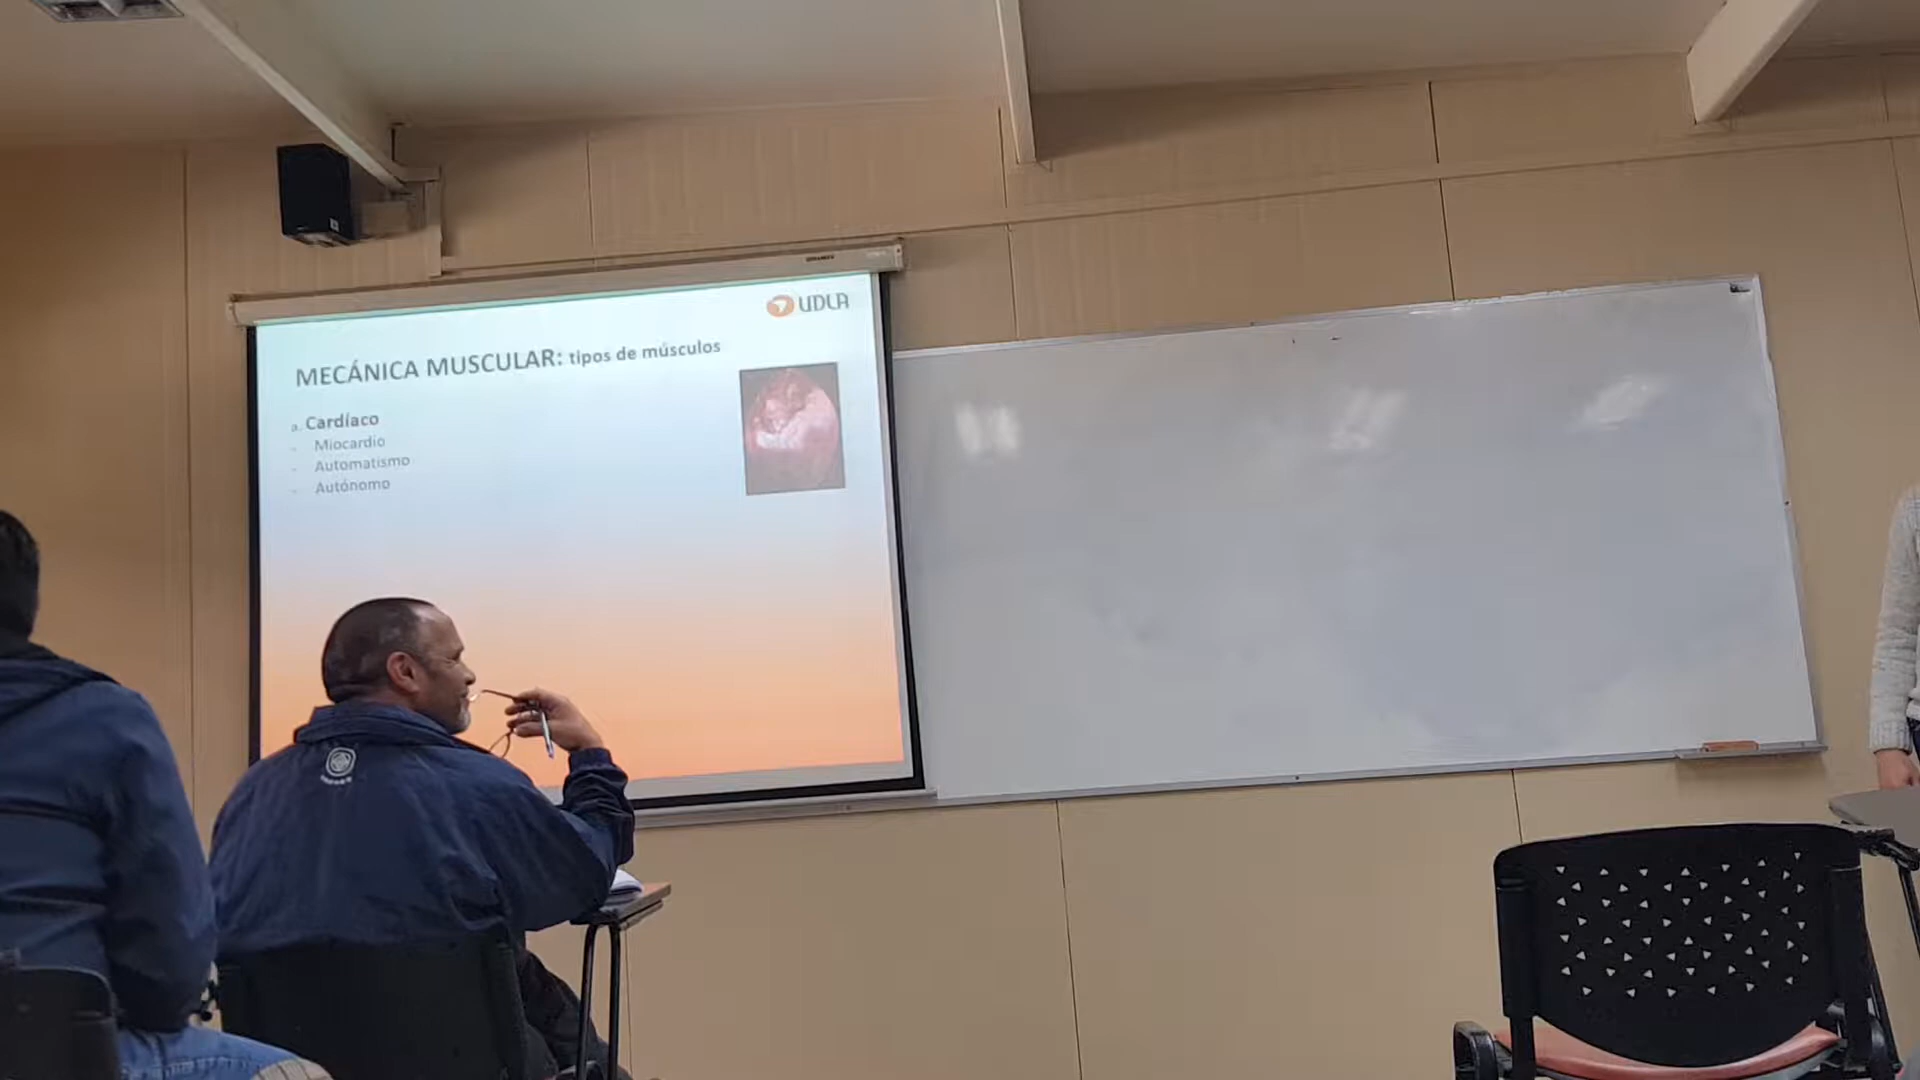 UDLA
MECÁNICA MUSCULAR: tipos de músculos
a. Cardíaco
- Miocardio
- Automatismo
- Autónomo